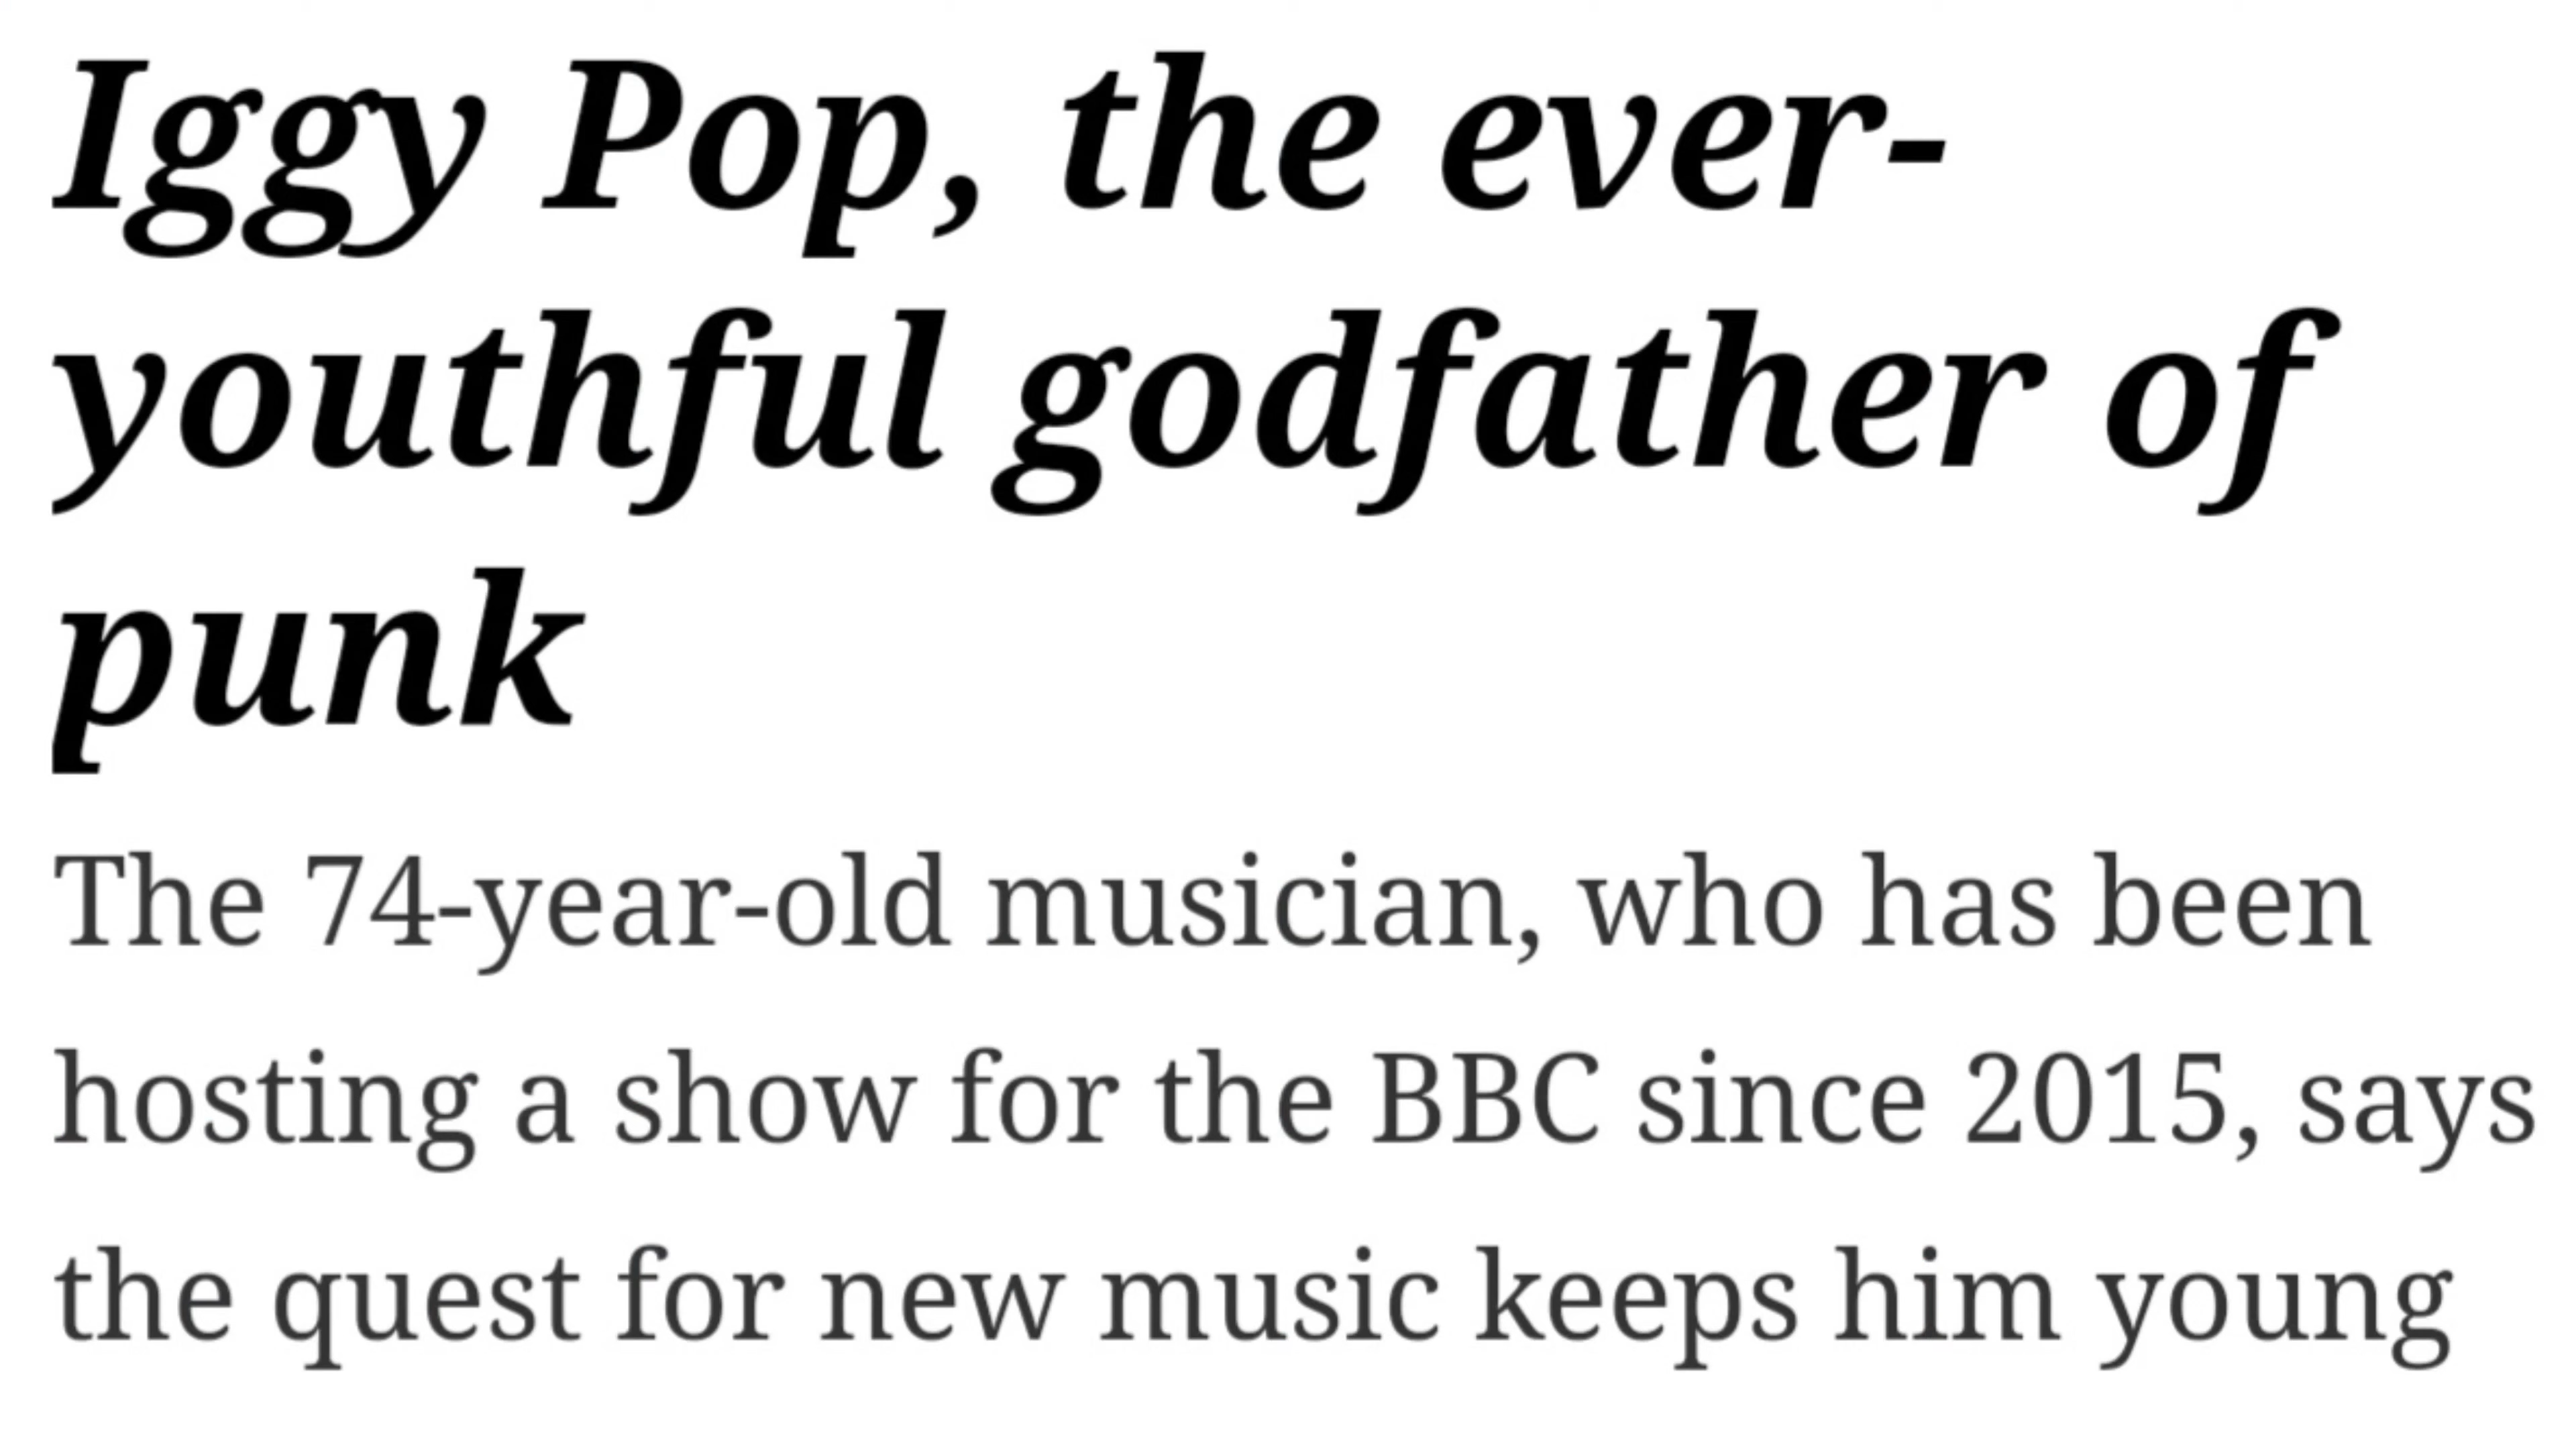 Iggy Pop, the ever-
youthful godfather of
punk
The 74-year-old musician, who has been
hosting a show for the BBC since 2015, says
the quest for new music keeps him young